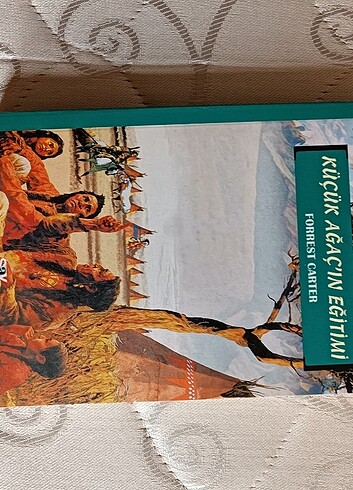 KÜÇÜK AĞAÇ'IN EĞİTİMİ
FORREST CARTER